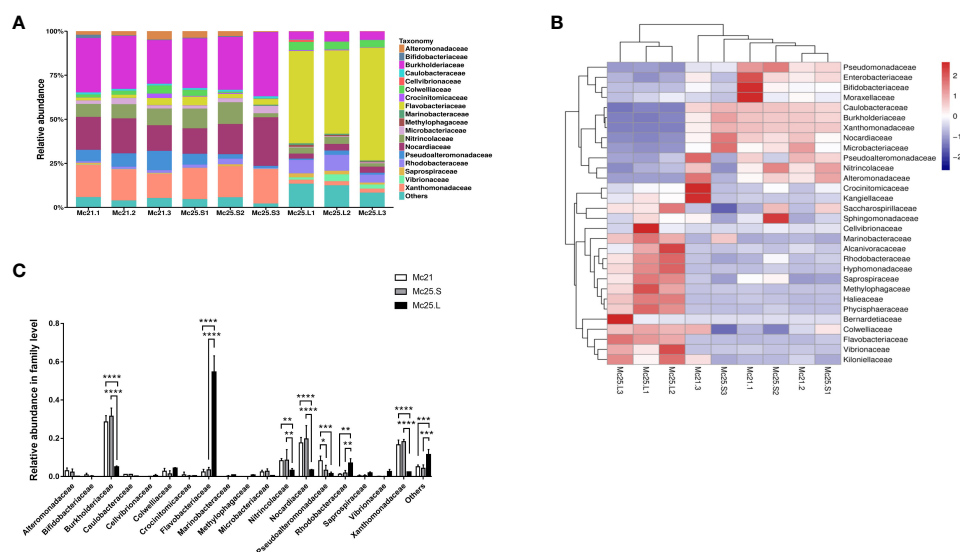 A
100%
75%
50%
25%
0%
Relative abundance
Mc21.1
Mc21.2
Mc21.3
Mc25.S1
Mc25.S2
Mc25.S3
Mc25.L1
Mc25.L2
Mc25.L3
Taxonomy
Alteromonadaceae
Bifidobacteriaceae
Burkholderiaceae
Caulobacteraceae
Cellvibrionaceae
Colwelliaceae
Crocinitomicaceae
Flavobacteriaceae
Marinobacteraceae
Methylophagaceae
Microbacteriaceae
Nitrincolaceae
Nocardiaceae
Pseudoalteromonadaceae
Rhodobacteraceae
Saprospiraceae
Vibrionaceae
Xanthomonadaceae
Others
B
Pseudomonadaceae
Enterobacteriaceae
Bifidobacteriaceae
Moraxellaceae
Caulobacteraceae
Burkholderiaceae
Xanthomonadaceae
Nocardiaceae
Microbacteriaceae
Pseudoalteromonadaceae
Nitrincolaceae
Alteromonadaceae
Crocinitomicaceae
Kangiellaceae
Saccharospirillaceae
Sphingomonadaceae
Cellvibrionaceae
Marinobacteraceae
Alcanivoracaceae
Rhodobacteraceae
Hyphomonadaceae
Saprospiraceae
Methylophagaceae
Halieaceae
Phycisphaeraceae
Bernardetiaceae
Colwelliaceae
Flavobacteriaceae
Vibrionaceae
Kiloniellaceae
Mc25.L3
Mc25.L1
Mc25.L2
Mc21.3
Mc25.S3
Mc21.1
Mc25.S2
Mc21.2
Mc25.S1
2
1
0
−1
−2
C
Mc21
Mc25.S
Mc25.L
Relative abundance in family level
0.8
0.6
0.4
0.2
0.0
****
****
****
****
**
**
****
****
***
*
**
**
****
****
***
***
Alteromonadaceae
Bifidobacteriaceae
Burkholderiaceae
Caulobacteraceae
Cellvibrionaceae
Colwelliaceae
Crocinitomicaceae
Flavobacteriaceae
Marinobacteraceae
Methylophagaceae
Microbacteriaceae
Nitrincolaceae
Nocardiaceae
Pseudoalteromonadaceae
Rhodobacteraceae
Saprospiraceae
Vibrionaceae
Xanthomonadaceae
Others